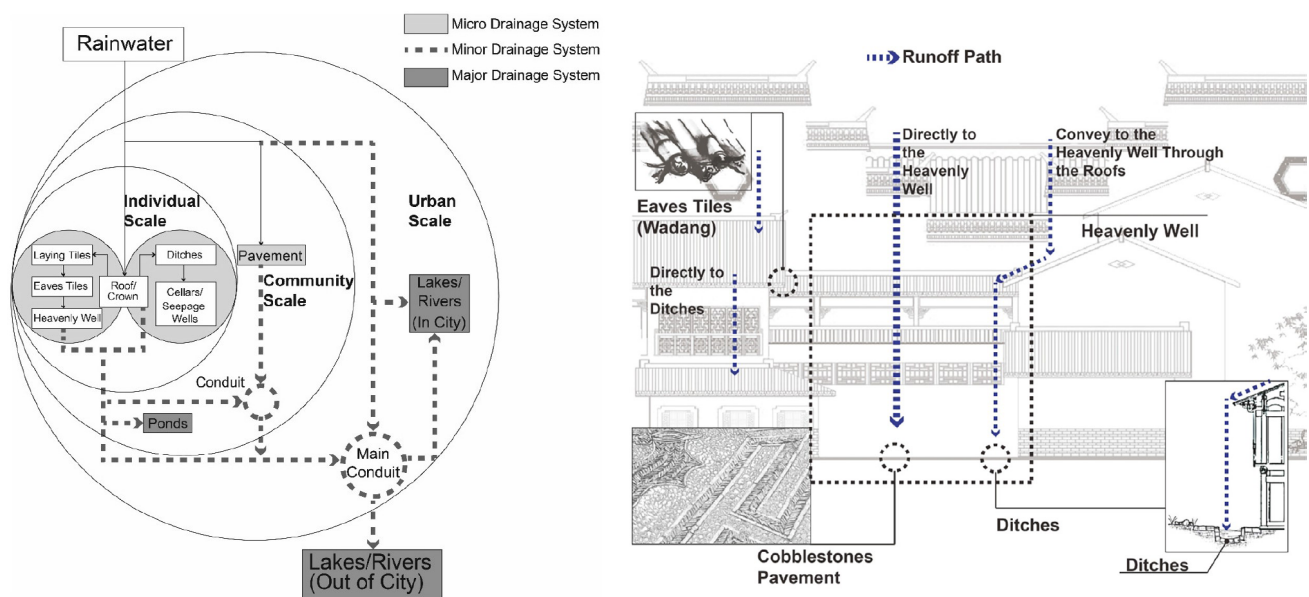 Rainwater
Micro Drainage System
Minor Drainage System
Major Drainage System
Individual
Scale
Urban
Scale
Laying Tiles
Eaves Tiles
Heavenly Well
Roof/
Crown
Ditches
Cellars/
Seepage
Wells
Pavement
Community
Scale
Lakes/
Rivers
(In City)
Conduit
Ponds
Main
Conduit
Lakes/Rivers
(Out of City)
Runoff Path
Eaves Tiles
(Wadang)
Directly to
the
Heavenly
Well
Convey to the
Heavenly Well Through
the Roofs
Heavenly Well
Directly to
the
Ditches
Cobblestones
Pavement
Ditches
Ditches